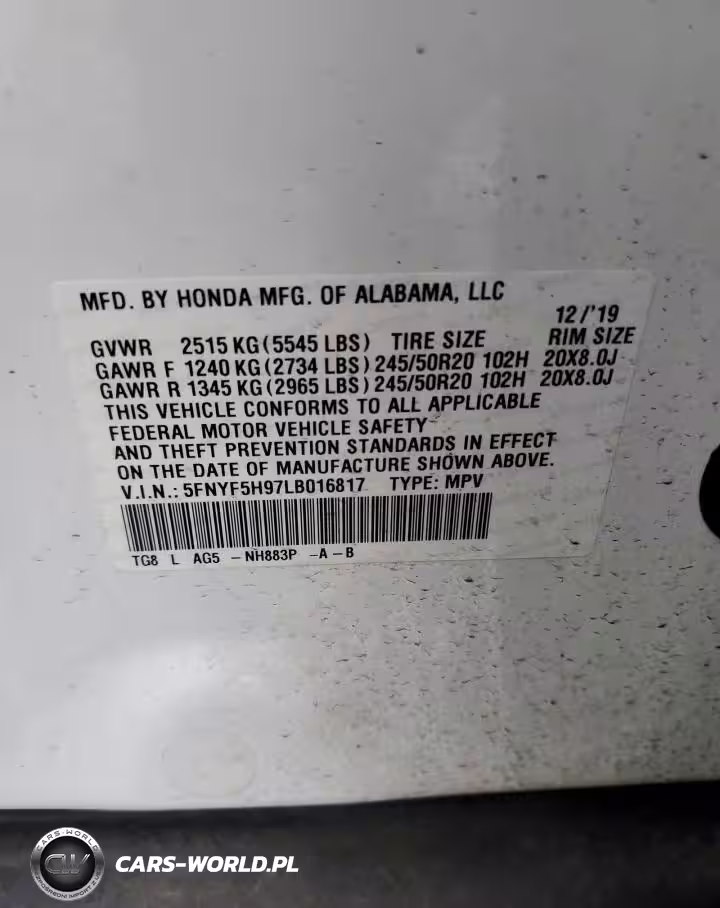 MFD. BY HONDA MFG. OF ALABAMA, LLC
12/'19
GVWR 2515 KG (5545 LBS) TIRE SIZE RIM SIZE
GAWR F 1240 KG (2734 LBS) 245/50R20 102H 20X8.0J
GAWR R 1345 KG (2965 LBS) 245/50R20 102H 20X8.0J
THIS VEHICLE CONFORMS TO ALL APPLICABLE
FEDERAL MOTOR VEHICLE SAFETY
AND THEFT PREVENTION STANDARDS IN EFFECT
ON THE DATE OF MANUFACTURE SHOWN ABOVE.
V.I.N.: 5FNYF5H97LB016817 TYPE: MPV
TG8 L AG5 - NH883P - A - B
CARS-WORLD
CW
CARS-WORLD.PL